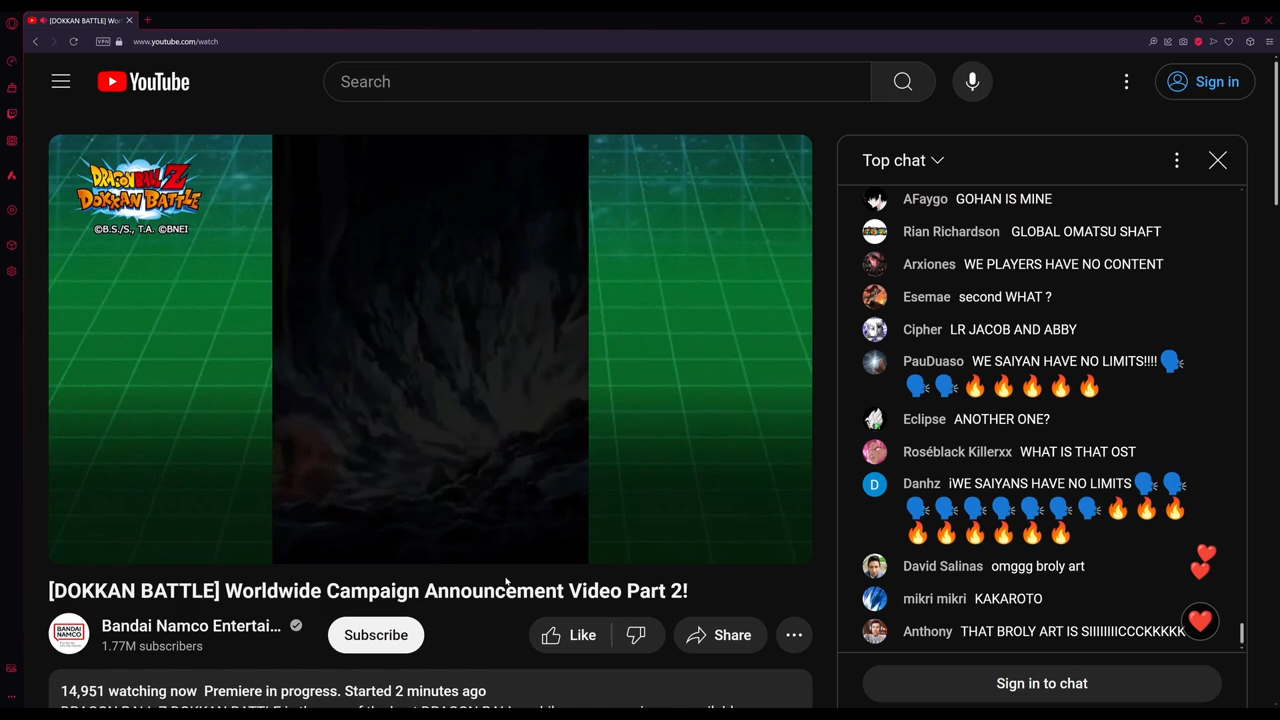 [DOKKAN BATTLE] Wor
VPN
www.youtube.com/watch
YouTube
Search
Sign in
DRAGON BALL Z
DOKKAN BATTLE
©B.S./S., T.A. ©BNEI
[DOKKAN BATTLE] Worldwide Campaign Announcement Video Part 2!
BANDAI
NAMCO
Bandai Namco Entertai...
1.77M subscribers
Subscribe
Like
Share
14,951 watching now Premiere in progress. Started 2 minutes ago
Top chat
AFaygo GOHAN IS MINE
Rian Richardson GLOBAL OMATSU SHAFT
Arxiones WE PLAYERS HAVE NO CONTENT
Esemae second WHAT ?
Cipher LR JACOB AND ABBY
PauDuaso WE SAIYAN HAVE NO LIMITS!!!! 🗣️
🗣️🗣️🔥🔥🔥🔥🔥
Eclipse ANOTHER ONE?
Roséblack Killerxx WHAT IS THAT OST
D
Danhz iWE SAIYANS HAVE NO LIMITS 🗣️🗣️
🗣️🗣️🗣️🗣️🗣️🗣️🗣️🔥🔥🔥
🔥🔥🔥🔥🔥🔥
David Salinas omggg broly art
mikri mikri KAKAROTO
Anthony THAT BROLY ART IS SIIIIIIICCCKKKKK
Sign in to chat